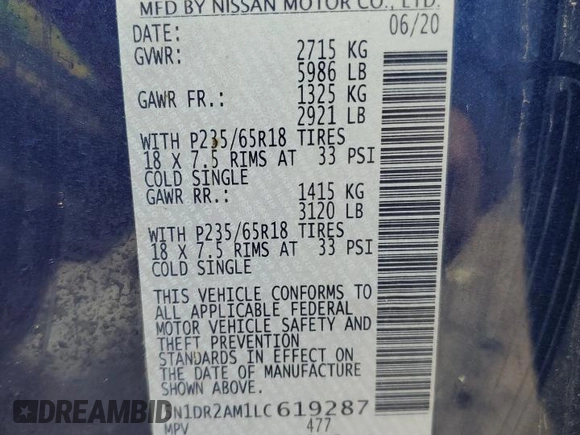 MFD BY NISSAN MOTOR CO., LTD.
DATE: 06/20
GVWR: 2715 KG
5986 LB
GAWR FR.: 1325 KG
2921 LB
WITH P235/65R18 TIRES
18 X 7.5 RIMS AT 33 PSI
COLD SINGLE
GAWR RR.: 1415 KG
3120 LB
WITH P235/65R18 TIRES
18 X 7.5 RIMS AT 33 PSI
COLD SINGLE
THIS VEHICLE CONFORMS TO
ALL APPLICABLE FEDERAL
MOTOR VEHICLE SAFETY AND
THEFT PREVENTION
STANDARDS IN EFFECT ON
THE DATE OF MANUFACTURE
SHOWN ABOVE.
N1DR2AM1LC619287
MPV 477
DEALERS HISTORY